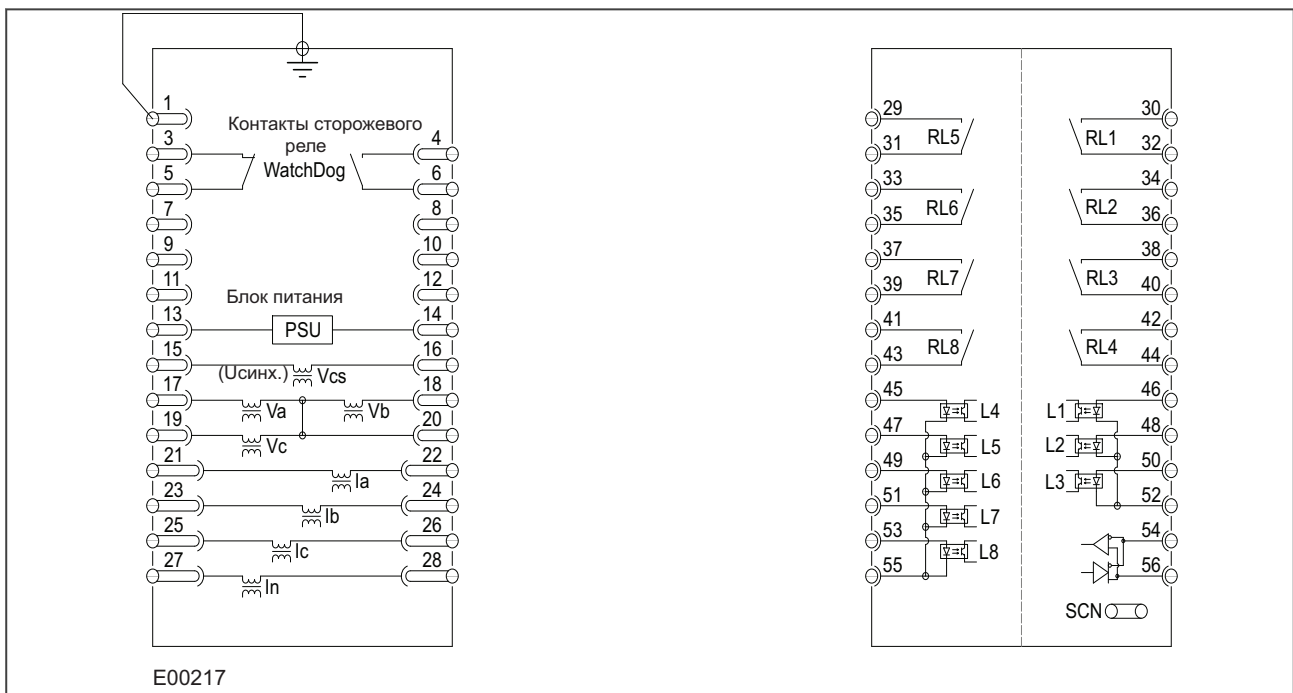 1
Контакты сторожевого
реле
WatchDog
3 4
5 6
7 8
9 10
11 12
Блок питания
13 PSU 14
15 16
(Uсинх.) Vcs
17 18
Va Vb
19 20
Vc
21 22
Ia
23 24
Ib
25 26
Ic
27 28
In
29 30
RL5 RL1
31 32
33 34
RL6 RL2
35 36
37 38
RL7 RL3
39 40
41 42
RL8 RL4
43 44
45 46
L4 L1
47 48
L5 L2
49 50
L6 L3
51 52
L7
53 54
L8
55 56
SCN
E00217